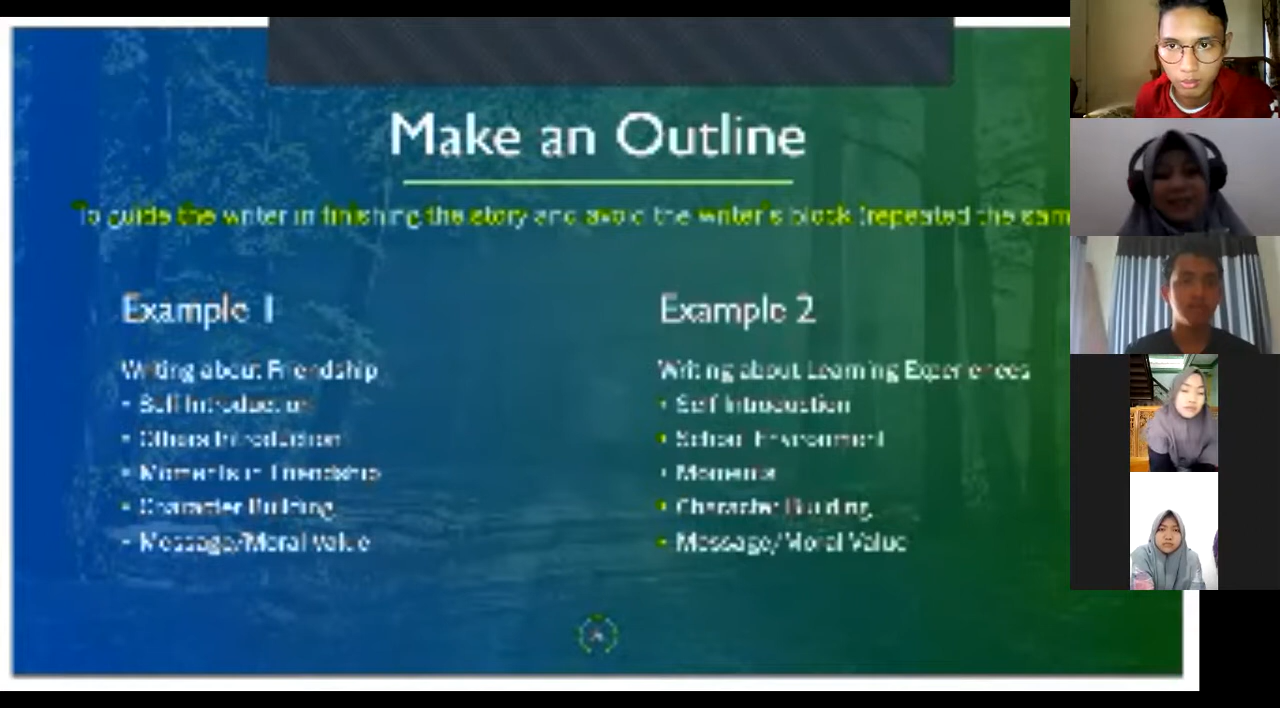 Make an Outline
To guide the writer in finishing the story and avoid the writer's block (repeated the sam
Example 1
Writing about Friendship
• Self Introduction
• Others Introduction
• Moments in Friendship
• Character Building
• Message/Moral Value
Example 2
Writing about Learning Experiences
• Self Introduction
• School Environment
• Moments
• Character Building
• Message/Moral Value